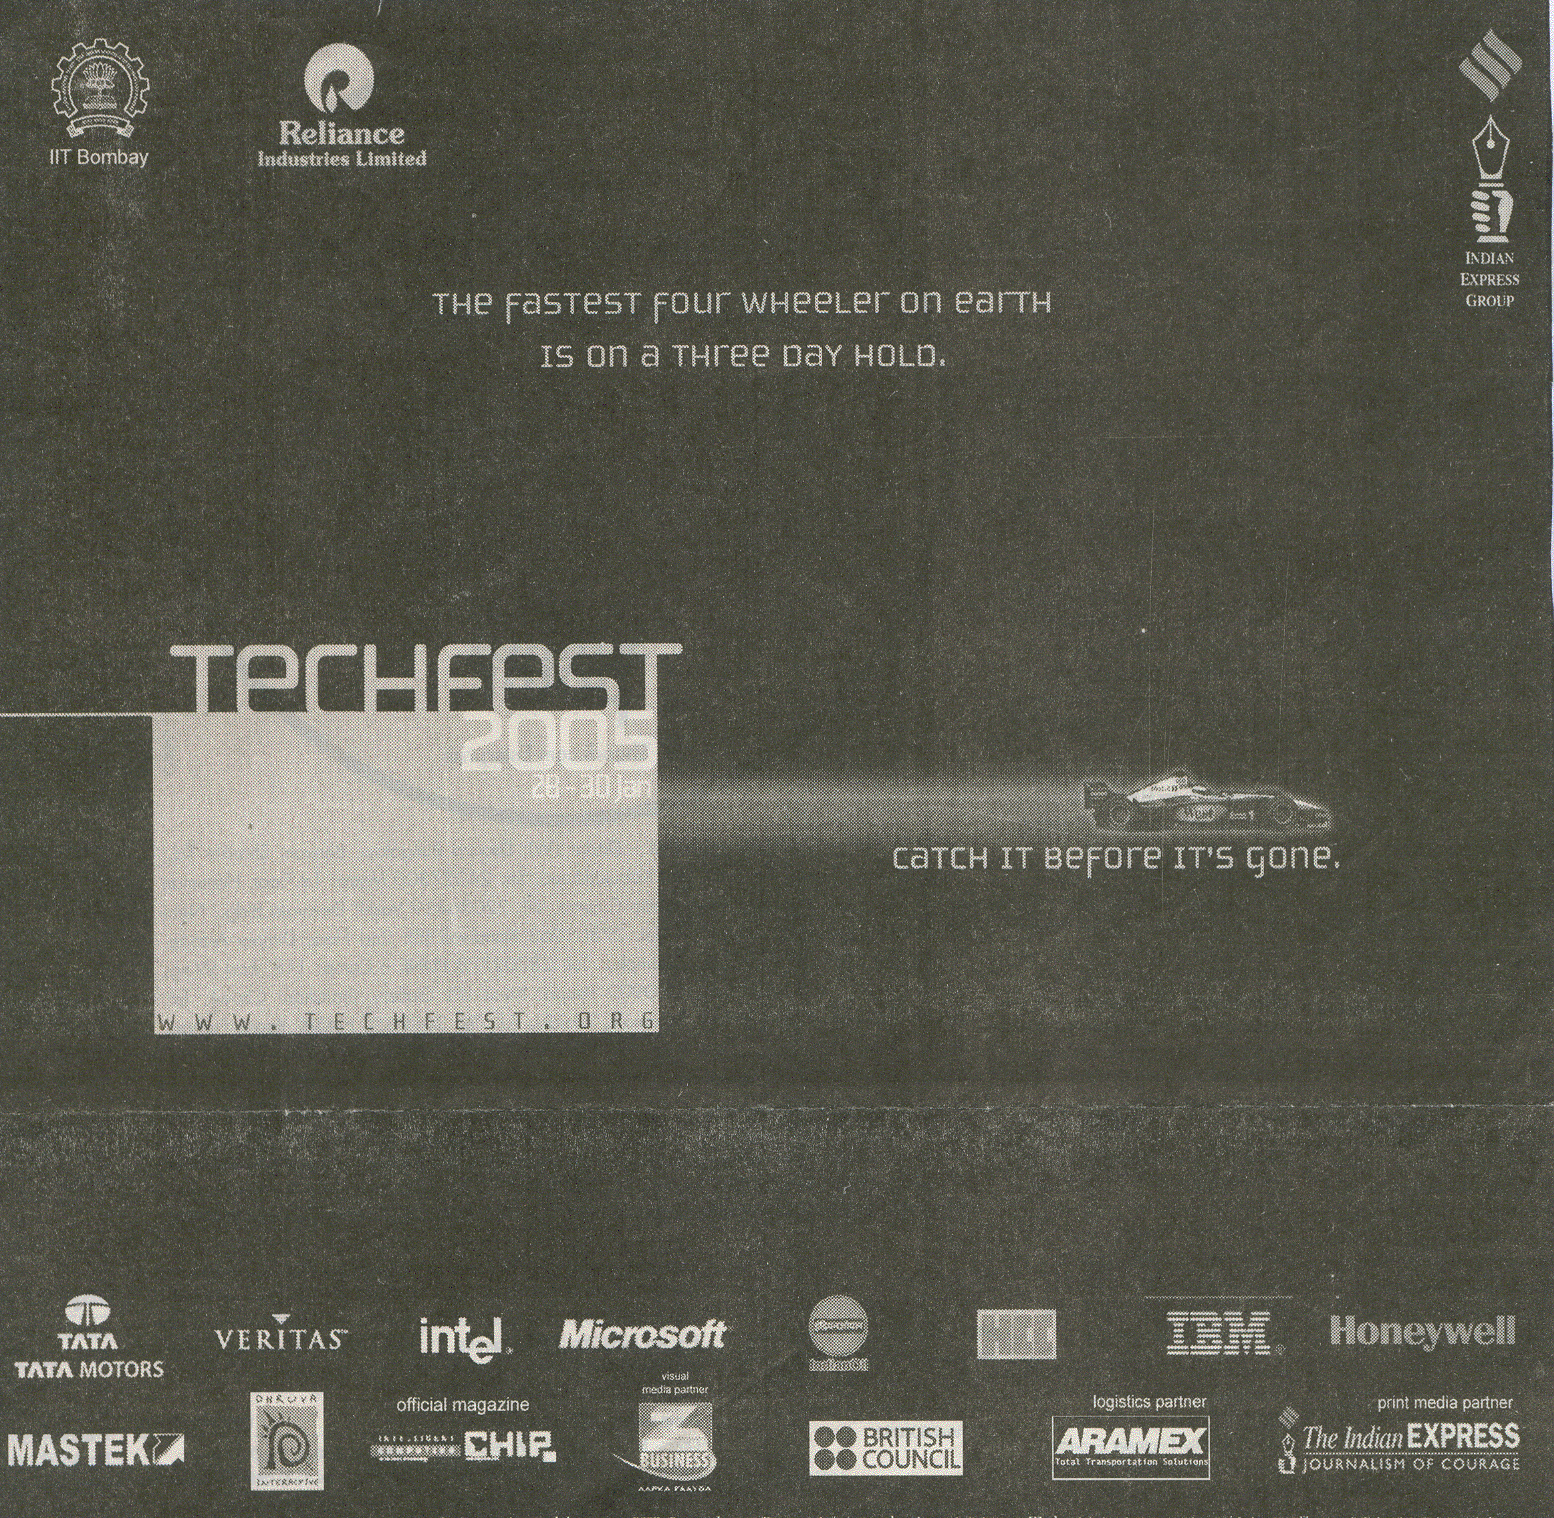 IIT Bombay
Reliance
Industries Limited
INDIAN
EXPRESS
GROUP
THE FASTEST FOUR WHEELER ON EARTH
IS ON A THREE DAY HOLD.
TECHFEST
2005
28-30 Jan
CATCH IT BEFORE IT'S GONE.
WWW.TECHFEST.ORG
TATA
TATA MOTORS
VERITAS
intel
Microsoft
IndianOil
IBM
Honeywell
MASTEK
DHRUVA
INTERACTIVE
official magazine
INTELLIGENT
COMPUTING
CHIP
visual
media partner
Z
BUSINESS
BRITISH
COUNCIL
logistics partner
ARAMEX
Total Transportation Solutions
print media partner
The Indian EXPRESS
JOURNALISM OF COURAGE